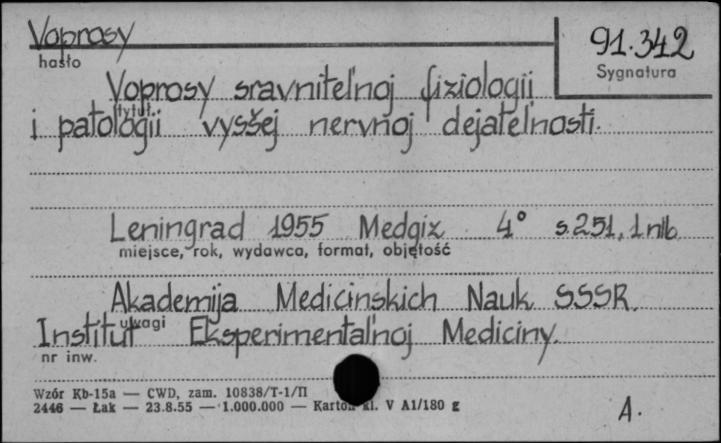 Voprosy
hasło
91.342
Sygnatura
Voprosy sravnitel'noj fiziologii
tytuł
i patologii vysšej nervnoj dejatelnosti.
Leningrad 1955 Medgiz 4° s.251, 1 nlb.
miejsce, rok, wydawca, format, objętość
Akademija Medicinskich Nauk SSSR.
uwagi
Institut Eksperimental'noj Mediciny.
nr inw.
Wzór Kb-15a — CWD, zam. 10838/T-1/II
2446 — Łak — 23.8.55 — 1.000.000 — Karton kl. V A1/180 g
A.